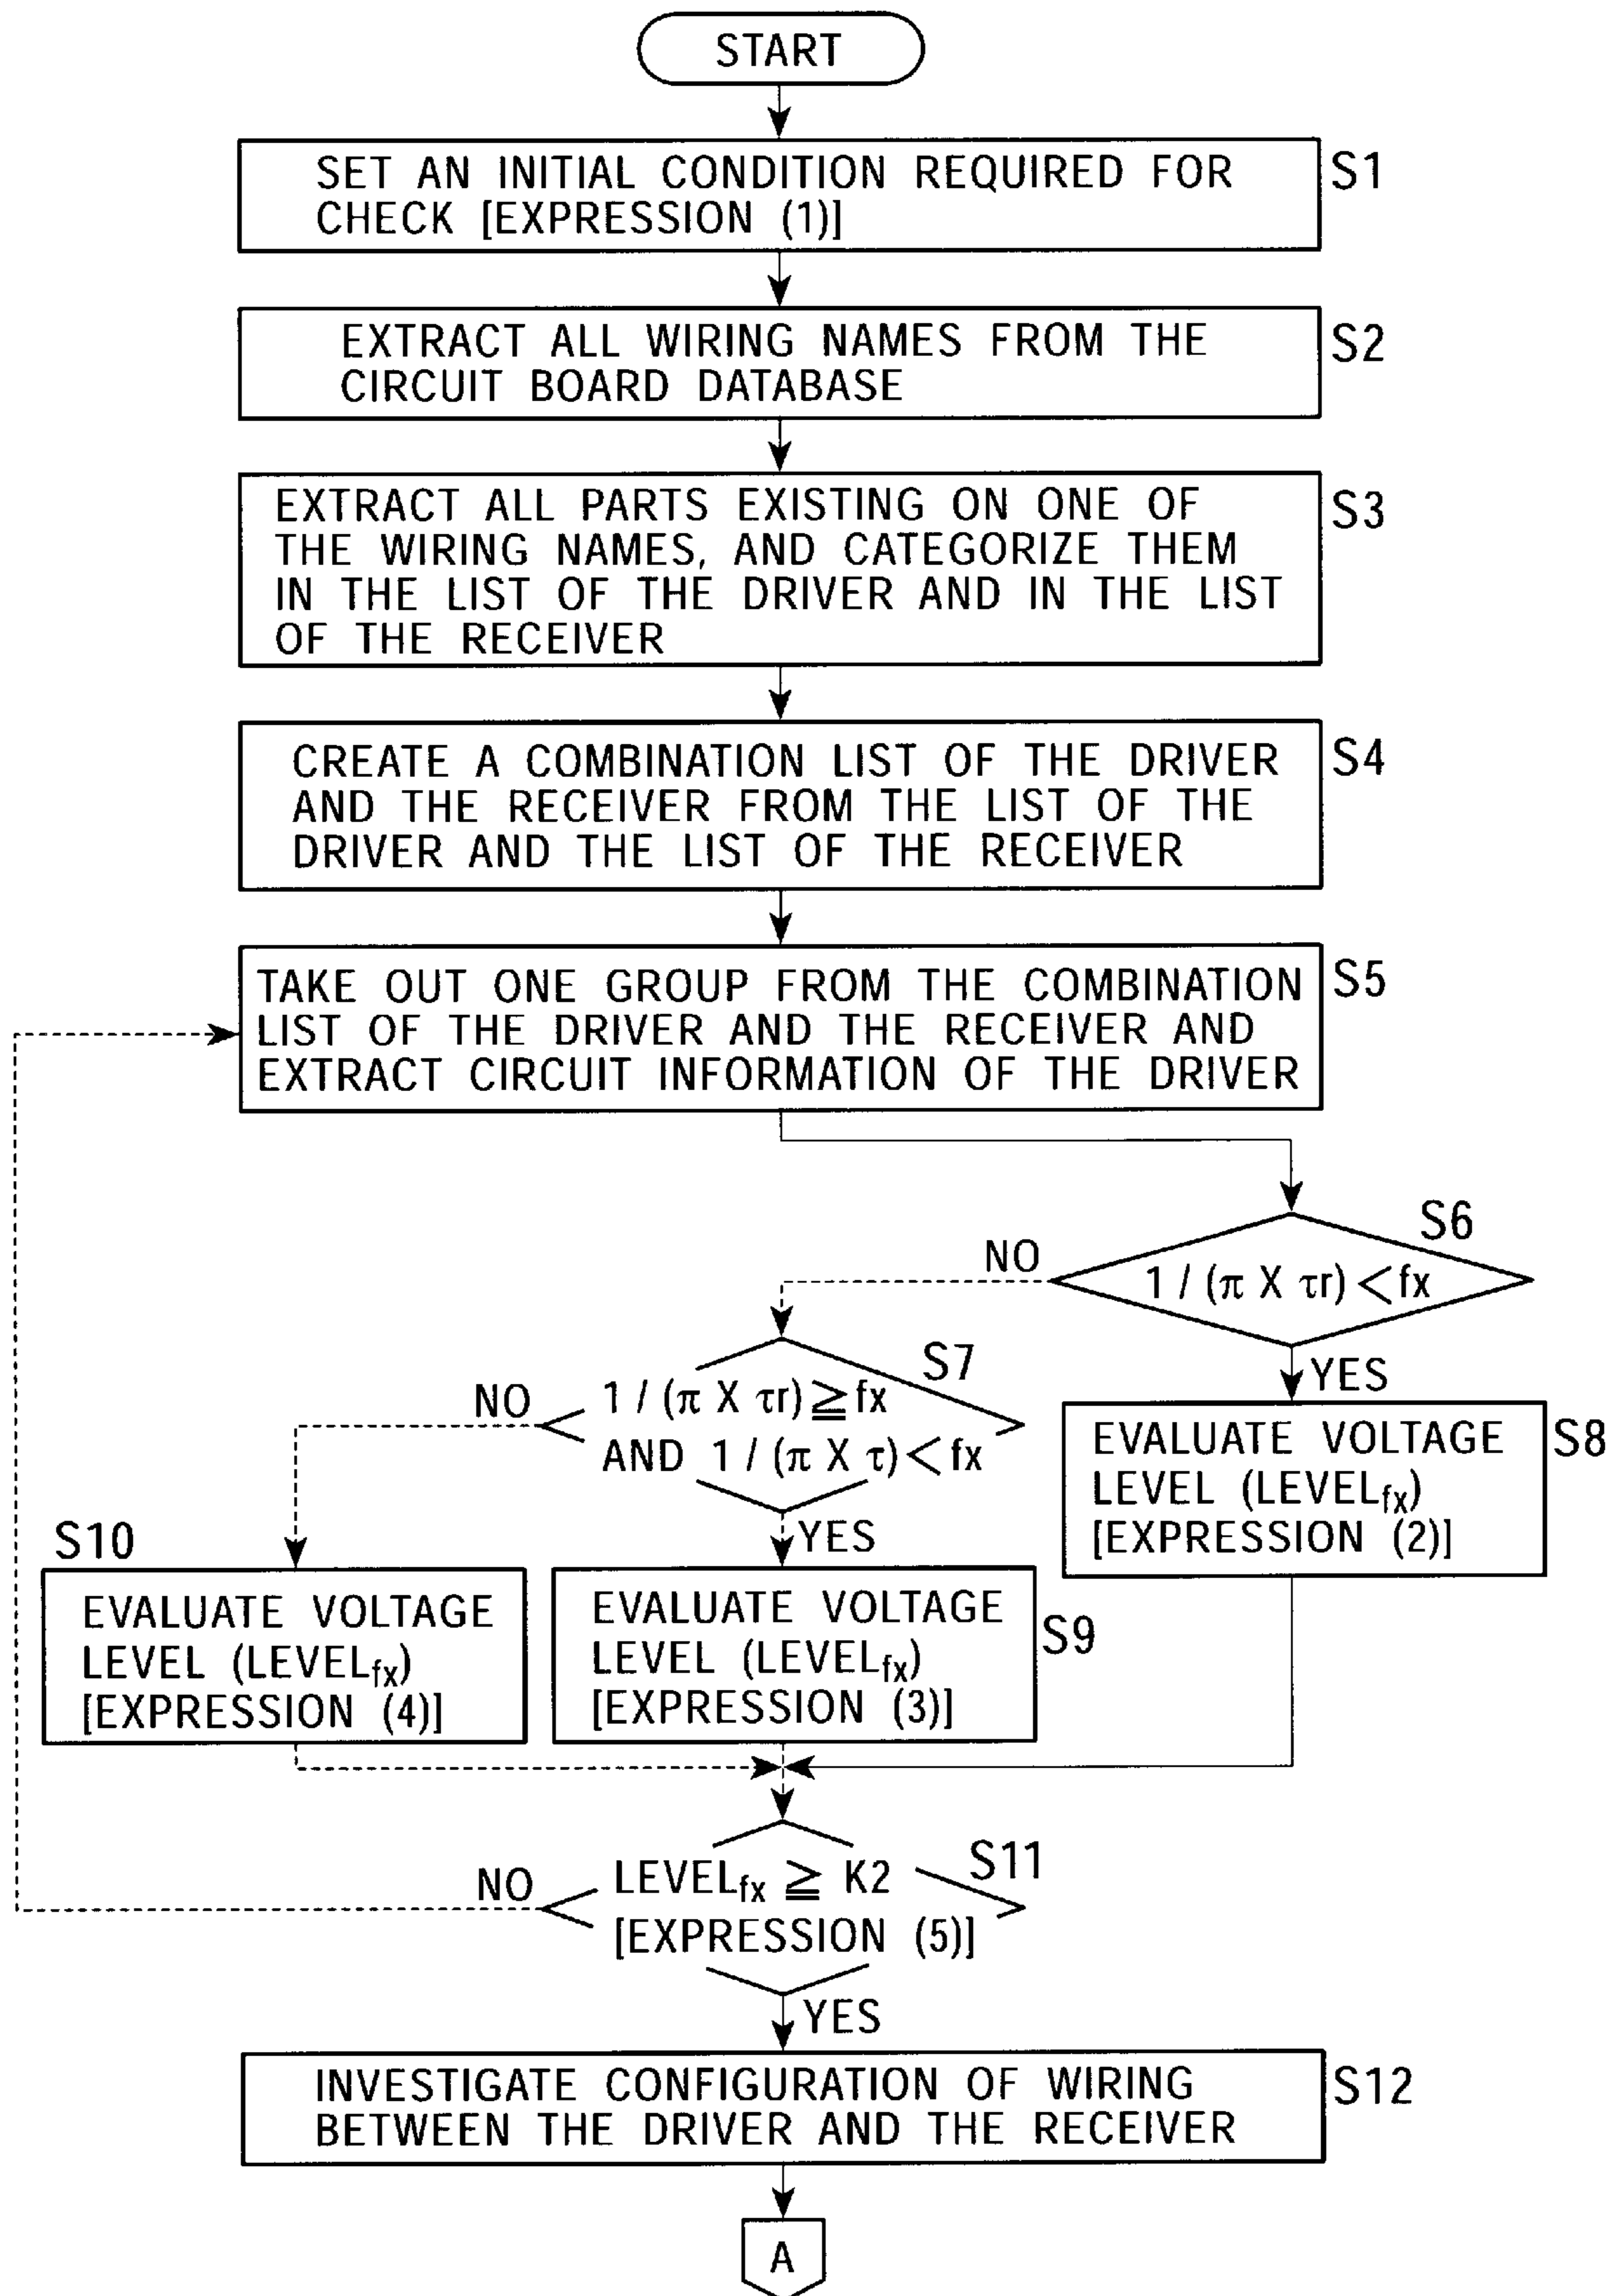 START
SET AN INITIAL CONDITION REQUIRED FOR
CHECK [EXPRESSION (1)]
S1
EXTRACT ALL WIRING NAMES FROM THE
CIRCUIT BOARD DATABASE
S2
EXTRACT ALL PARTS EXISTING ON ONE OF
THE WIRING NAMES, AND CATEGORIZE THEM
IN THE LIST OF THE DRIVER AND IN THE LIST
OF THE RECEIVER
S3
CREATE A COMBINATION LIST OF THE DRIVER
AND THE RECEIVER FROM THE LIST OF THE
DRIVER AND THE LIST OF THE RECEIVER
S4
TAKE OUT ONE GROUP FROM THE COMBINATION
LIST OF THE DRIVER AND THE RECEIVER AND
EXTRACT CIRCUIT INFORMATION OF THE DRIVER
S5
S6
1 / (π X τr) < fx
NO
YES
S7
1 / (π X τr) ≧ fx
AND 1 / (π X τ) < fx
NO
YES
EVALUATE VOLTAGE
LEVEL (LEVELfx)
[EXPRESSION (2)]
S8
S10
EVALUATE VOLTAGE
LEVEL (LEVELfx)
[EXPRESSION (4)]
EVALUATE VOLTAGE
LEVEL (LEVELfx)
[EXPRESSION (3)]
S9
S11
LEVELfx ≧ K2
[EXPRESSION (5)]
NO
YES
INVESTIGATE CONFIGURATION OF WIRING
BETWEEN THE DRIVER AND THE RECEIVER
S12
A